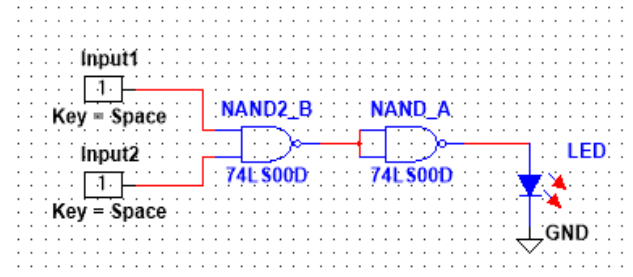 Input1
1
Key = Space
NAND2_B
NAND_A
Input2
1
Key = Space
74LS00D
74LS00D
LED
GND